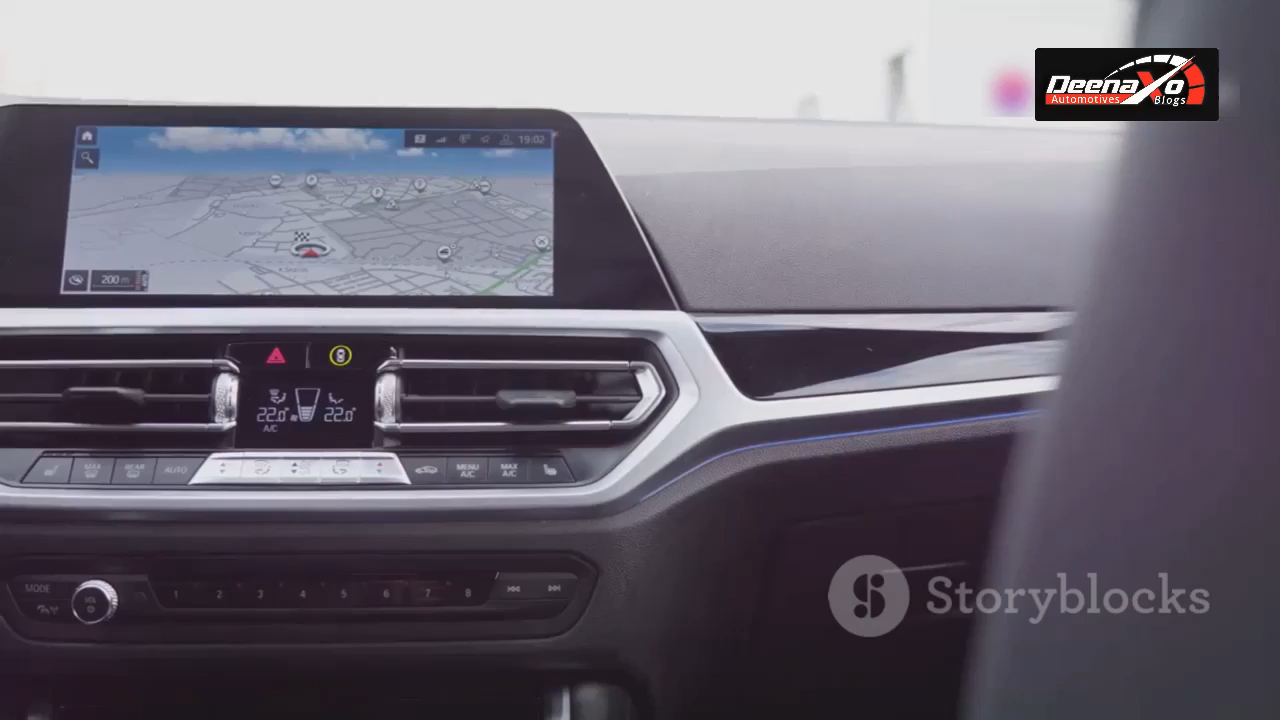 DeenaXo
Automotives Blogs
19:02
200 m
22.0° 22.0°
A/C
MAX REAR AUTO MENU A/C MAX A/C
MODE VOL 1 2 3 4 5 6 7 8
Storyblocks